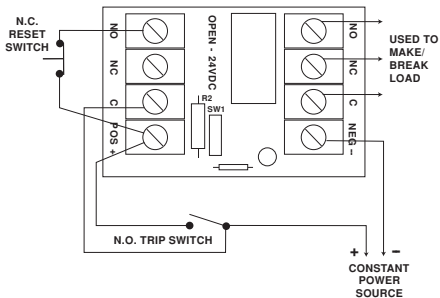 N.C.
RESET
SWITCH
NO
NC
C
POS +
OPEN - 24VDC
R2
SW1
NO
NC
C
NEG –
USED TO
MAKE/
BREAK
LOAD
N.O. TRIP SWITCH
+ –
CONSTANT
POWER
SOURCE